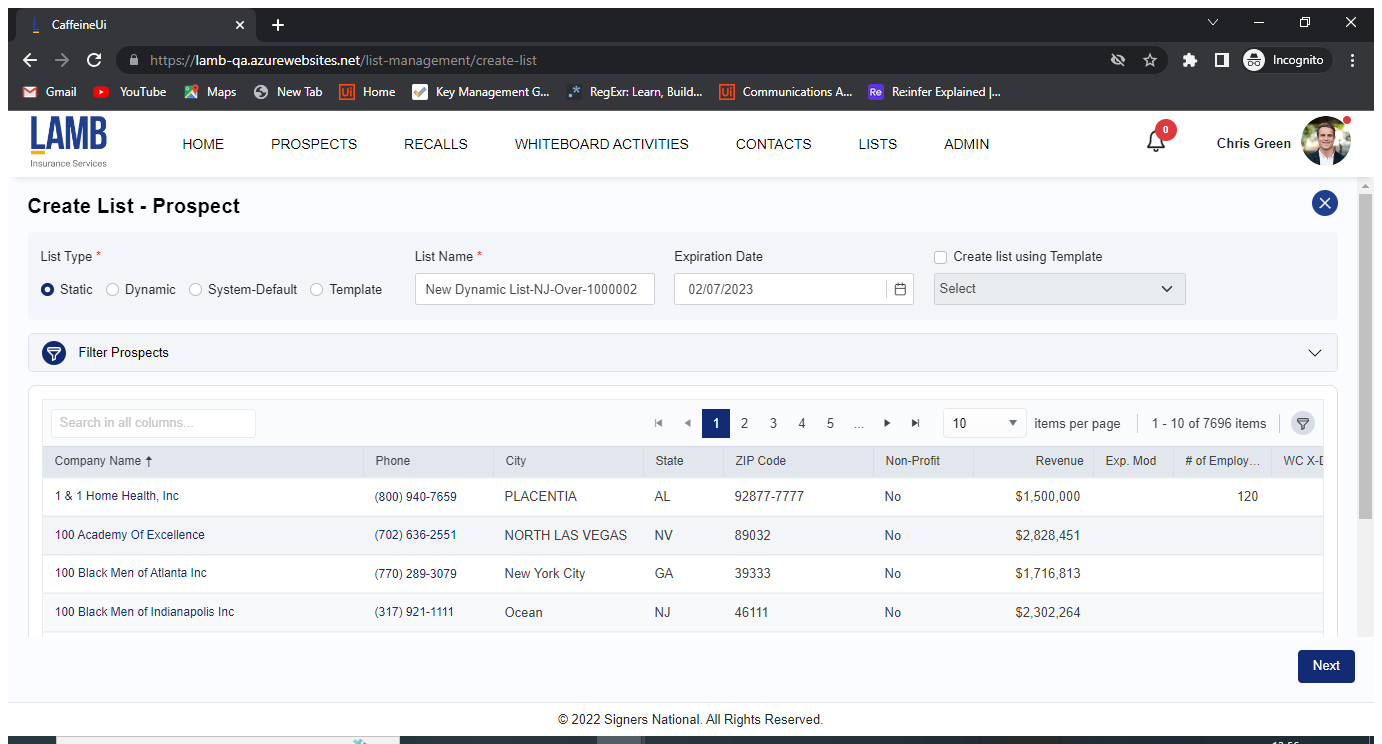 CaffeineUi
https://lamb-qa.azurewebsites.net/list-management/create-list
Incognito
Gmail YouTube Maps New Tab Home Key Management G... RegExr: Learn, Build... Communications A... Re:infer Explained |...
LAMB
Insurance Services
HOME PROSPECTS RECALLS WHITEBOARD ACTIVITIES CONTACTS LISTS ADMIN 0 Chris Green
Create List - Prospect
List Type * List Name * Expiration Date Create list using Template
Static Dynamic System-Default Template New Dynamic List-NJ-Over-1000002 02/07/2023 Select
Filter Prospects
Search in all columns... 1 2 3 4 5 ... 10 items per page 1 - 10 of 7696 items
Company Name Phone City State ZIP Code Non-Profit Revenue Exp. Mod # of Employ... WC X-D
1 & 1 Home Health, Inc (800) 940-7659 PLACENTIA AL 92877-7777 No $1,500,000 120
100 Academy Of Excellence (702) 636-2551 NORTH LAS VEGAS NV 89032 No $2,828,451
100 Black Men of Atlanta Inc (770) 289-3079 New York City GA 39333 No $1,716,813
100 Black Men of Indianapolis Inc (317) 921-1111 Ocean NJ 46111 No $2,302,264
Next
© 2022 Signers National. All Rights Reserved.